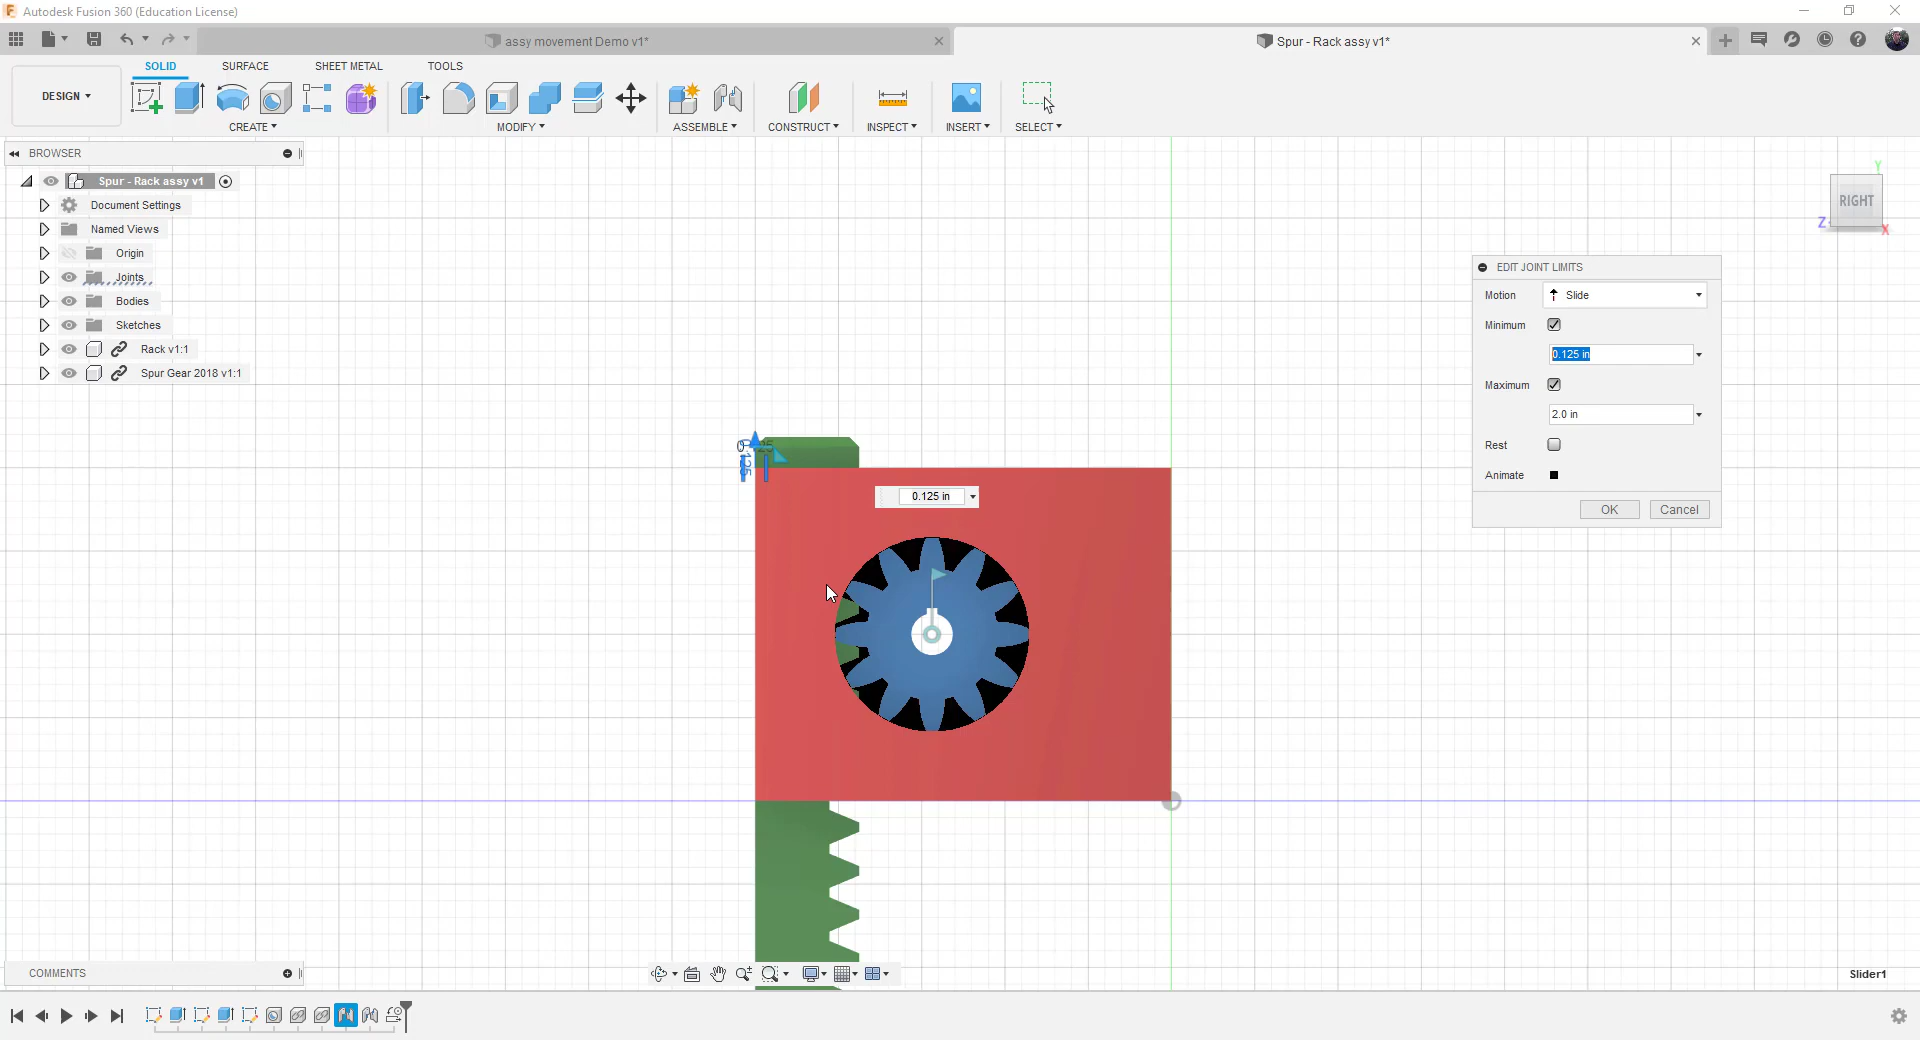 Autodesk Fusion 360 (Education License)
assy movement Demo v1*
Spur - Rack assy v1*
SOLID SURFACE SHEET METAL TOOLS
DESIGN
CREATE MODIFY ASSEMBLE CONSTRUCT INSPECT INSERT SELECT
BROWSER
Spur - Rack assy v1
Document Settings
Named Views
Origin
Joints
Bodies
Sketches
Rack v1:1
Spur Gear 2018 v1:1
Y
RIGHT
Z
X
EDIT JOINT LIMITS
Motion Slide
Minimum
0.125 in
Maximum
2.0 in
Rest
Animate
OK Cancel
0.125 in
COMMENTS
Slider1